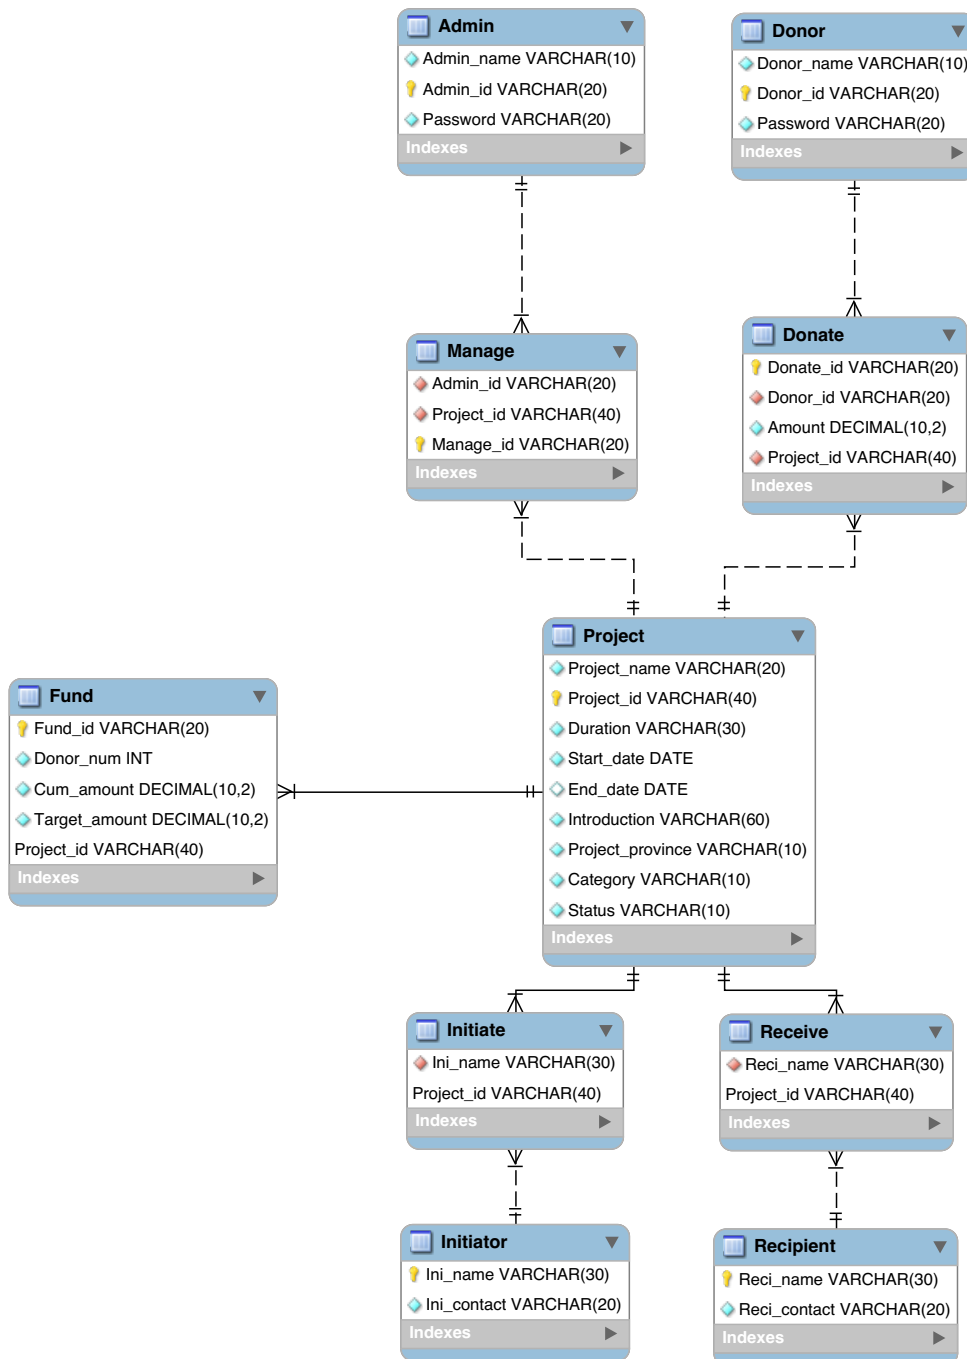 Admin
Admin_name VARCHAR(10)
Admin_id VARCHAR(20)
Password VARCHAR(20)
Indexes
Donor
Donor_name VARCHAR(10)
Donor_id VARCHAR(20)
Password VARCHAR(20)
Indexes
Manage
Admin_id VARCHAR(20)
Project_id VARCHAR(40)
Manage_id VARCHAR(20)
Indexes
Donate
Donate_id VARCHAR(20)
Donor_id VARCHAR(20)
Amount DECIMAL(10,2)
Project_id VARCHAR(40)
Indexes
Project
Project_name VARCHAR(20)
Project_id VARCHAR(40)
Duration VARCHAR(30)
Start_date DATE
End_date DATE
Introduction VARCHAR(60)
Project_province VARCHAR(10)
Category VARCHAR(10)
Status VARCHAR(10)
Indexes
Fund
Fund_id VARCHAR(20)
Donor_num INT
Cum_amount DECIMAL(10,2)
Target_amount DECIMAL(10,2)
Project_id VARCHAR(40)
Indexes
Initiate
Ini_name VARCHAR(30)
Project_id VARCHAR(40)
Indexes
Receive
Reci_name VARCHAR(30)
Project_id VARCHAR(40)
Indexes
Initiator
Ini_name VARCHAR(30)
Ini_contact VARCHAR(20)
Indexes
Recipient
Reci_name VARCHAR(30)
Reci_contact VARCHAR(20)
Indexes